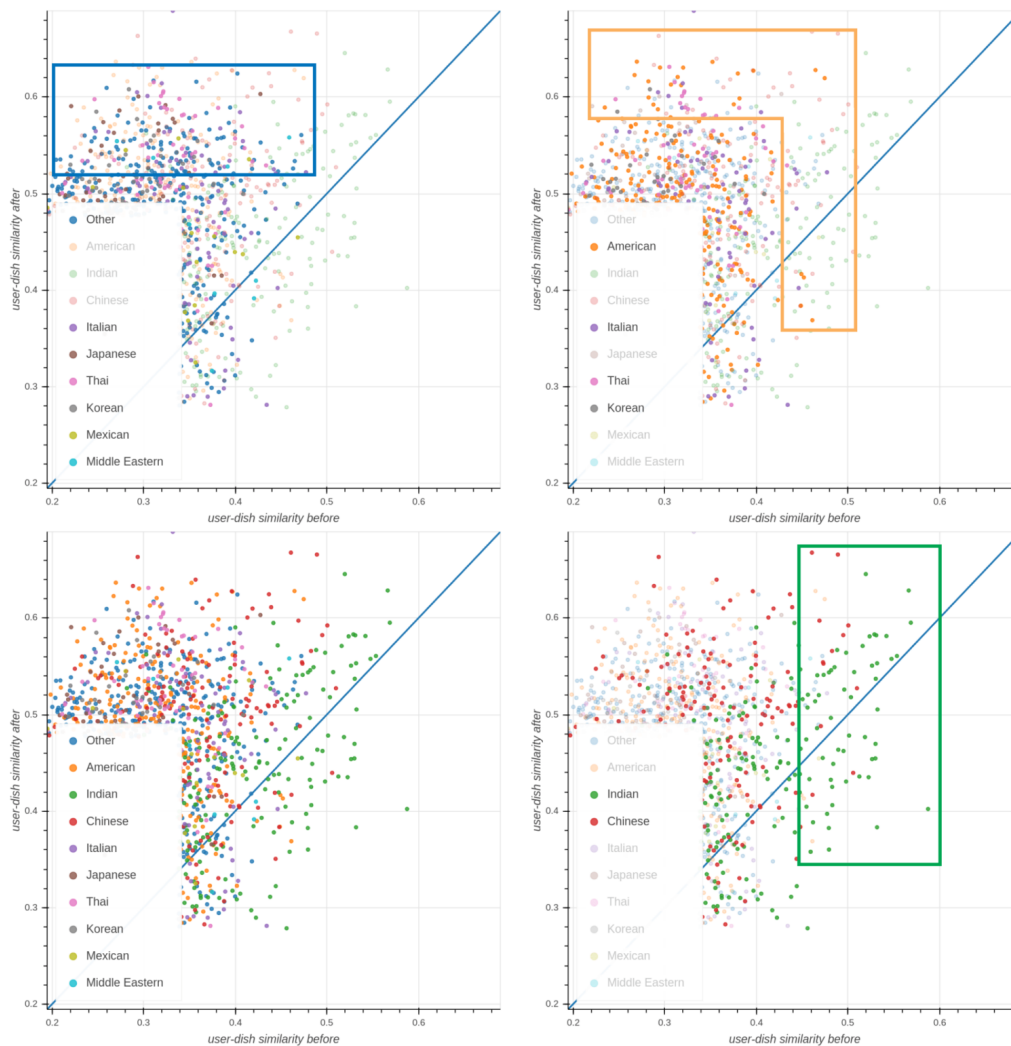 0.6
0.5
0.4
0.3
0.2
0.2
0.3
0.4
0.5
0.6
user-dish similarity after
user-dish similarity before
Other
American
Indian
Chinese
Italian
Japanese
Thai
Korean
Mexican
Middle Eastern
0.6
0.5
0.4
0.3
0.2
0.2
0.3
0.4
0.5
0.6
user-dish similarity after
user-dish similarity before
Other
American
Indian
Chinese
Italian
Japanese
Thai
Korean
Mexican
Middle Eastern
0.6
0.5
0.4
0.3
0.2
0.2
0.3
0.4
0.5
0.6
user-dish similarity after
user-dish similarity before
Other
American
Indian
Chinese
Italian
Japanese
Thai
Korean
Mexican
Middle Eastern
0.6
0.5
0.4
0.3
0.2
0.2
0.3
0.4
0.5
0.6
user-dish similarity after
user-dish similarity before
Other
American
Indian
Chinese
Italian
Japanese
Thai
Korean
Mexican
Middle Eastern